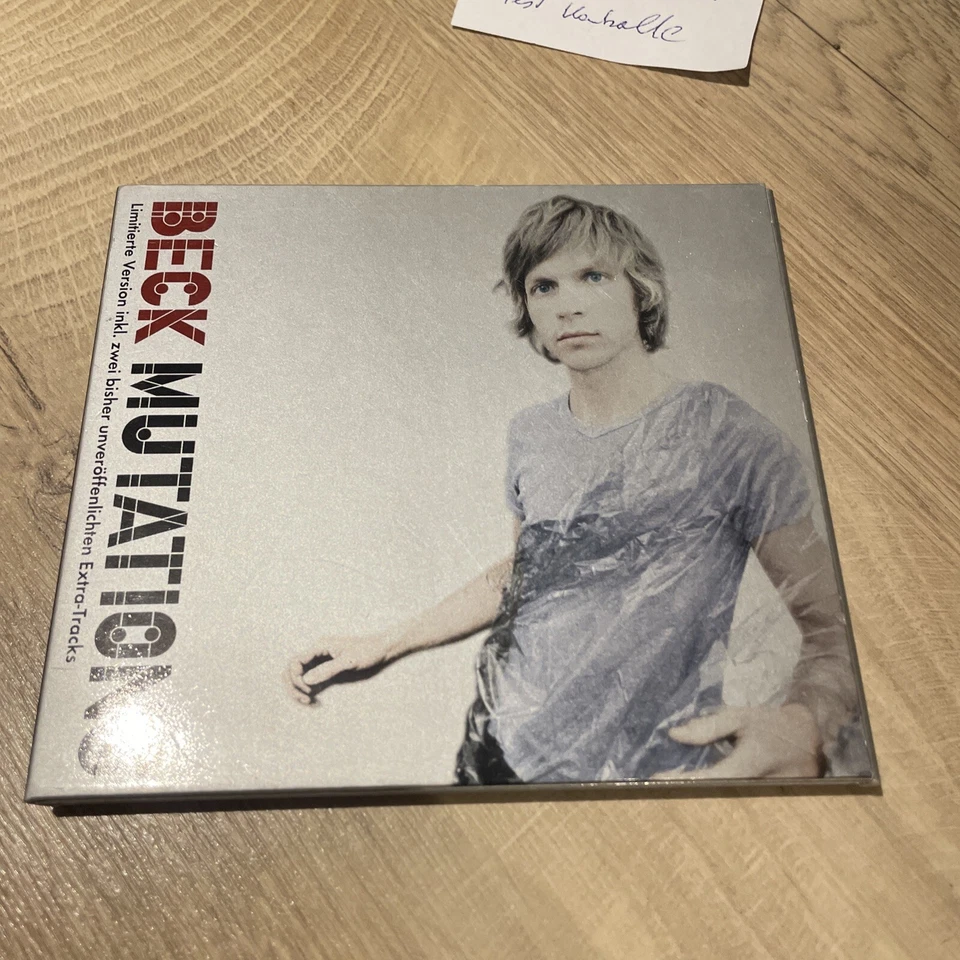 BECK MUTATIONS
Limitierte Version inkl. zwei bisher unveröffentlichten Extra-Tracks